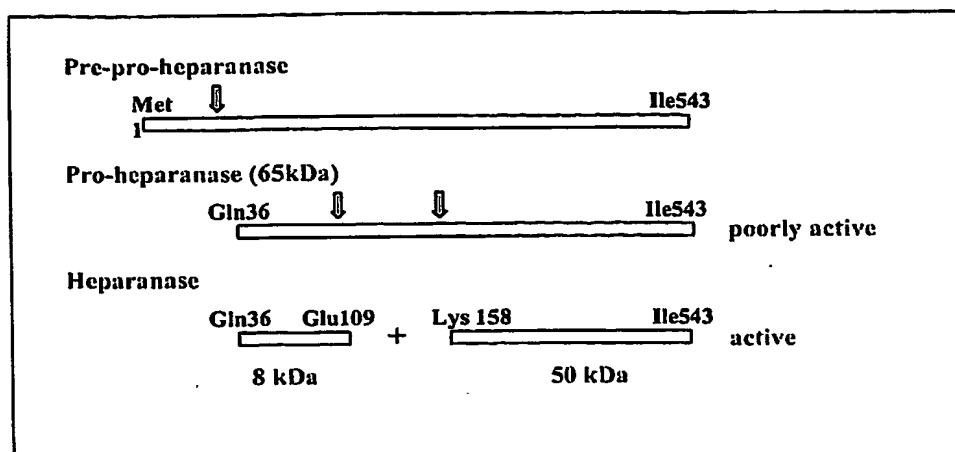 Pre-pro-heparanase
Met Ile543
1
Pro-heparanase (65kDa)
Gln36 Ile543
poorly active
Heparanase
Gln36 Glu109 + Lys 158 Ile543
active
8 kDa 50 kDa